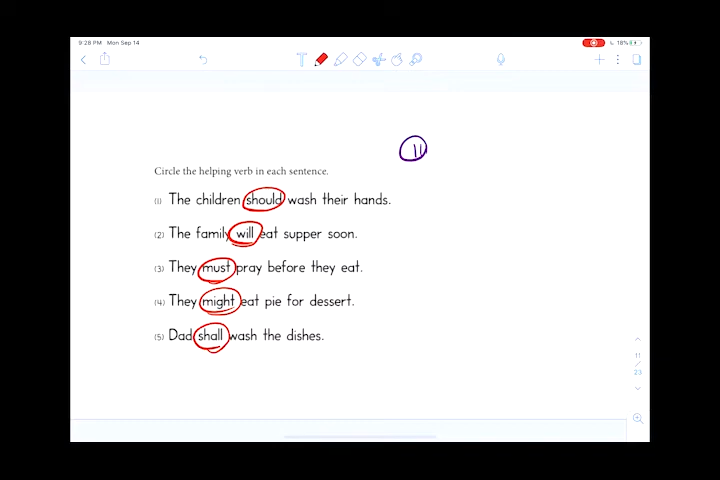 9:28 PM Mon Sep 14
18%
T
11
Circle the helping verb in each sentence.
(1) The children should wash their hands.
(2) The family will eat supper soon.
(3) They must pray before they eat.
(4) They might eat pie for dessert.
(5) Dad shall wash the dishes.
11
/
23